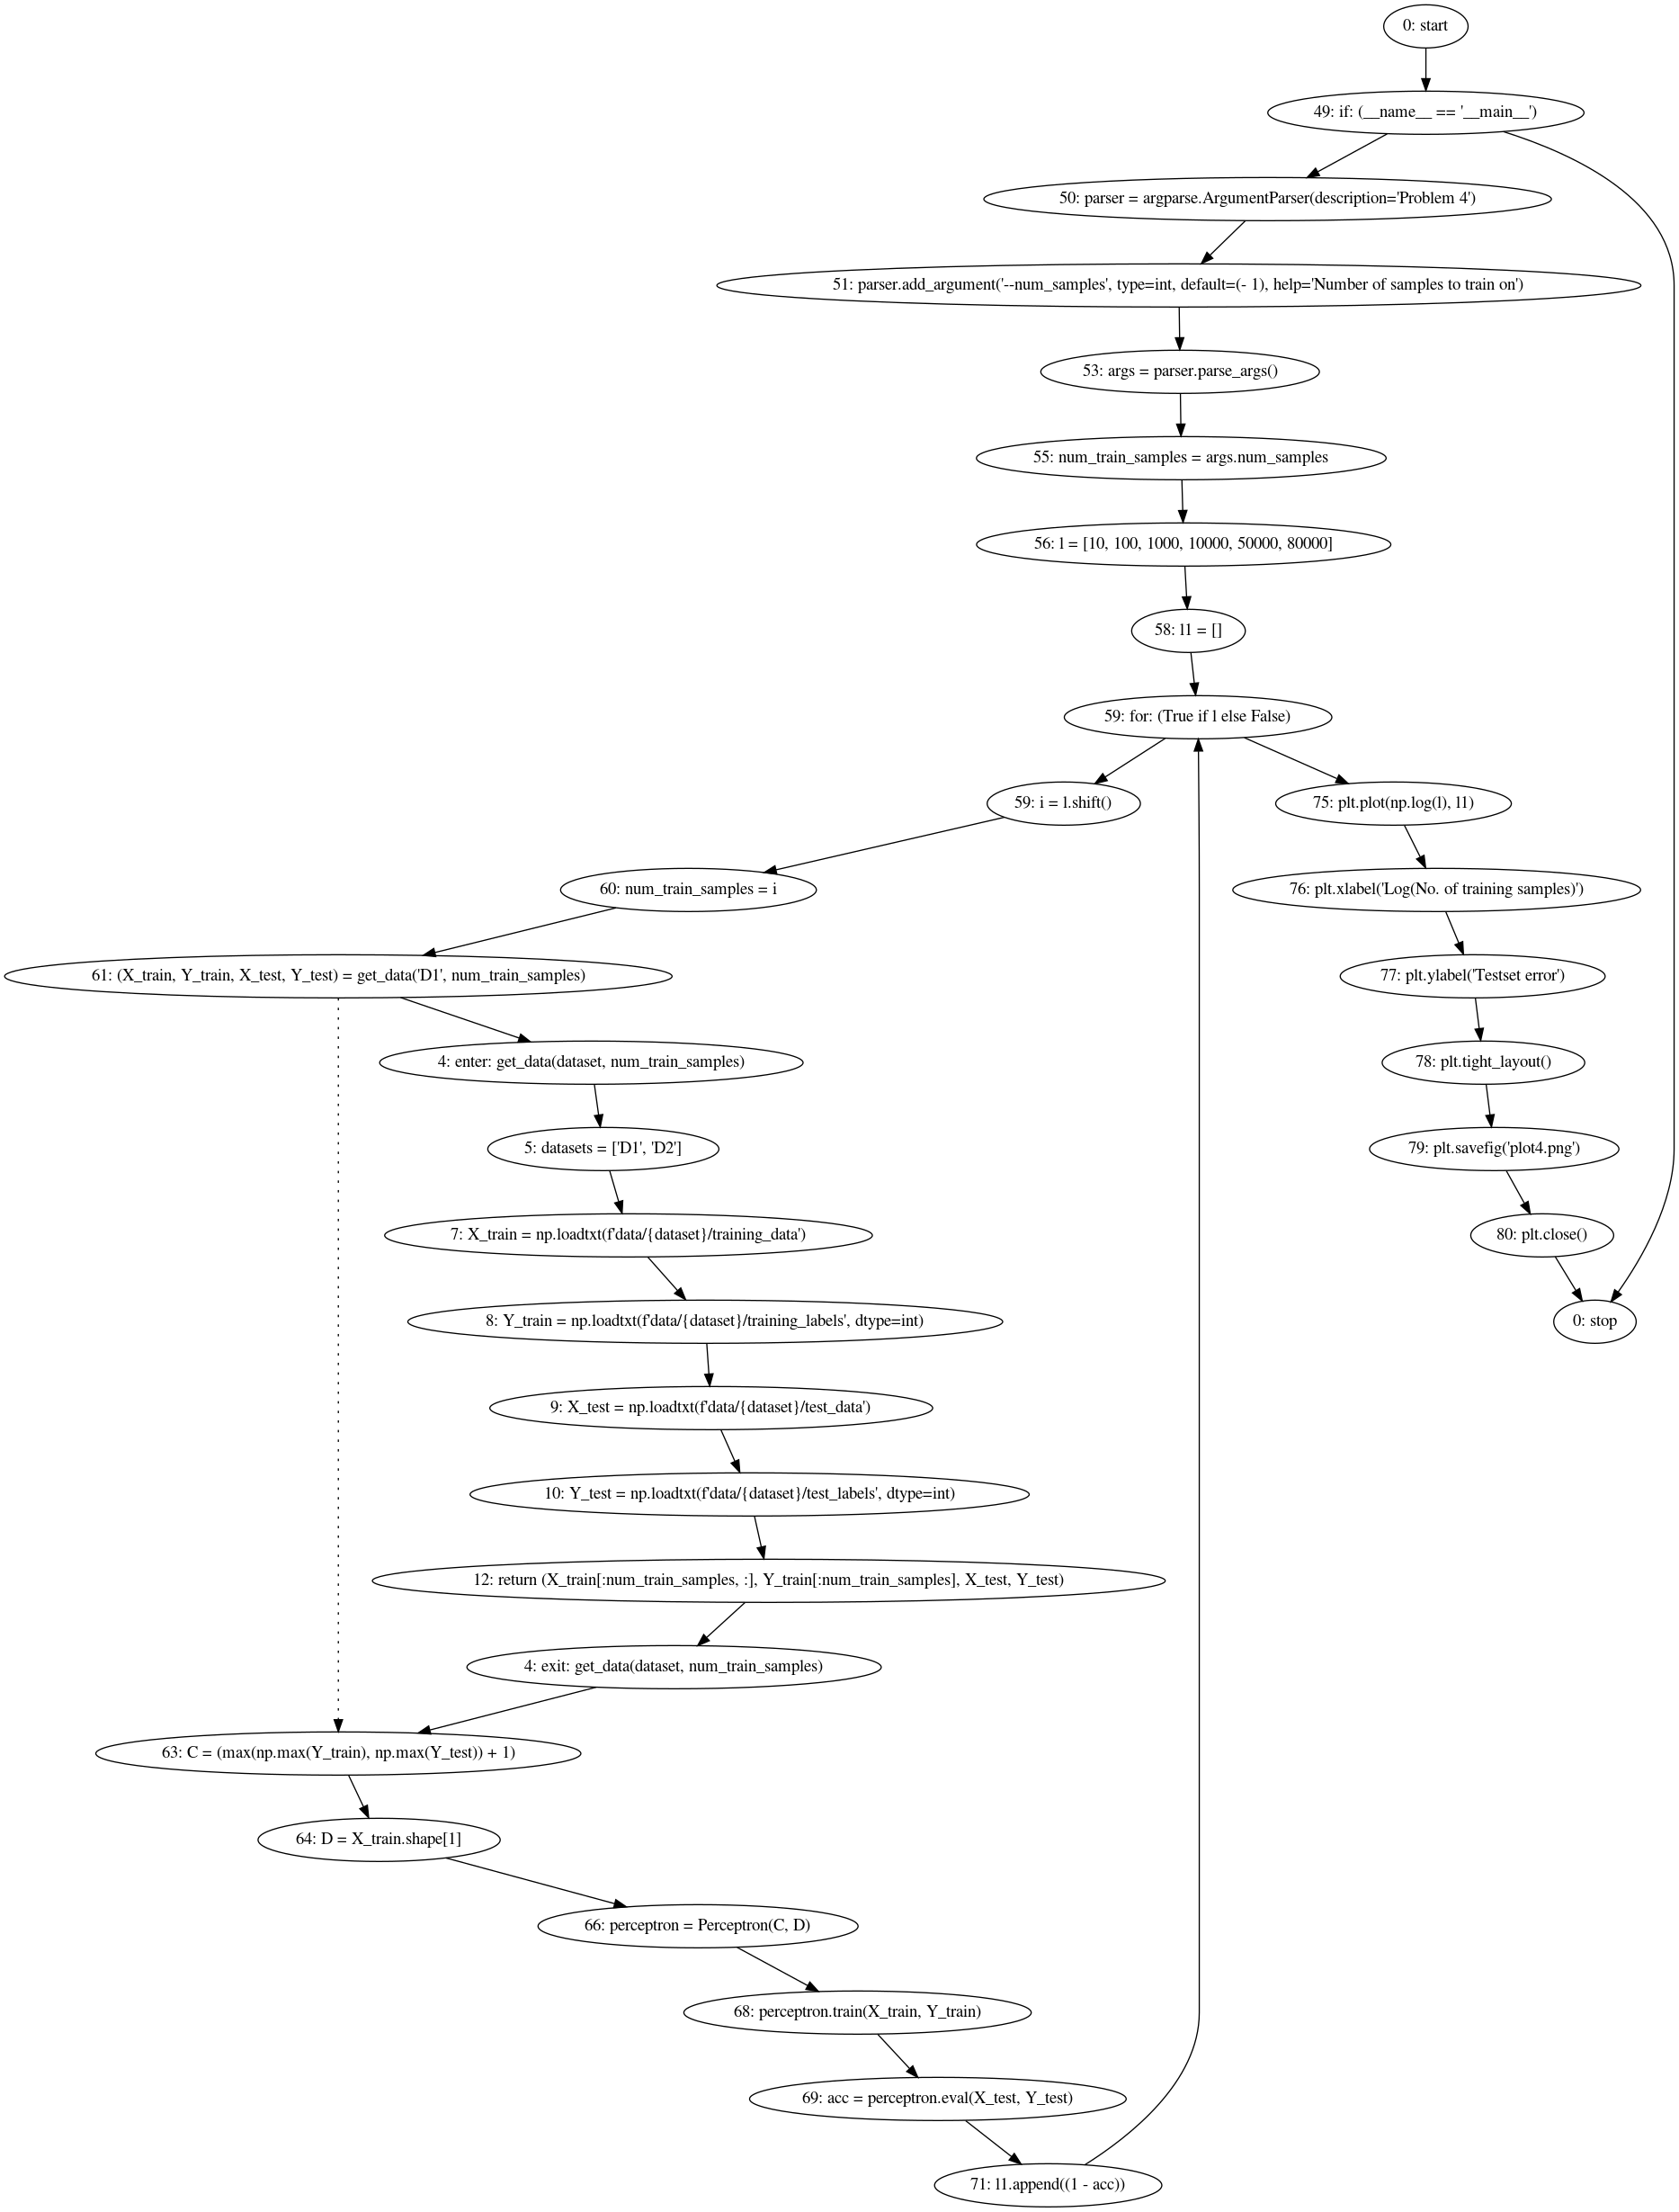 0: start
49: if: (__name__ == '__main__')
50: parser = argparse.ArgumentParser(description='Problem 4')
51: parser.add_argument('--num_samples', type=int, default=(- 1), help='Number of samples to train on')
53: args = parser.parse_args()
55: num_train_samples = args.num_samples
56: l = [10, 100, 1000, 10000, 50000, 80000]
58: l1 = []
59: for: (True if l else False)
59: i = l.shift()
75: plt.plot(np.log(l), l1)
60: num_train_samples = i
76: plt.xlabel('Log(No. of training samples)')
61: (X_train, Y_train, X_test, Y_test) = get_data('D1', num_train_samples)
77: plt.ylabel('Testset error')
4: enter: get_data(dataset, num_train_samples)
78: plt.tight_layout()
5: datasets = ['D1', 'D2']
79: plt.savefig('plot4.png')
7: X_train = np.loadtxt(f'data/{dataset}/training_data')
80: plt.close()
8: Y_train = np.loadtxt(f'data/{dataset}/training_labels', dtype=int)
0: stop
9: X_test = np.loadtxt(f'data/{dataset}/test_data')
10: Y_test = np.loadtxt(f'data/{dataset}/test_labels', dtype=int)
12: return (X_train[:num_train_samples, :], Y_train[:num_train_samples], X_test, Y_test)
4: exit: get_data(dataset, num_train_samples)
63: C = (max(np.max(Y_train), np.max(Y_test)) + 1)
64: D = X_train.shape[1]
66: perceptron = Perceptron(C, D)
68: perceptron.train(X_train, Y_train)
69: acc = perceptron.eval(X_test, Y_test)
71: l1.append((1 - acc))